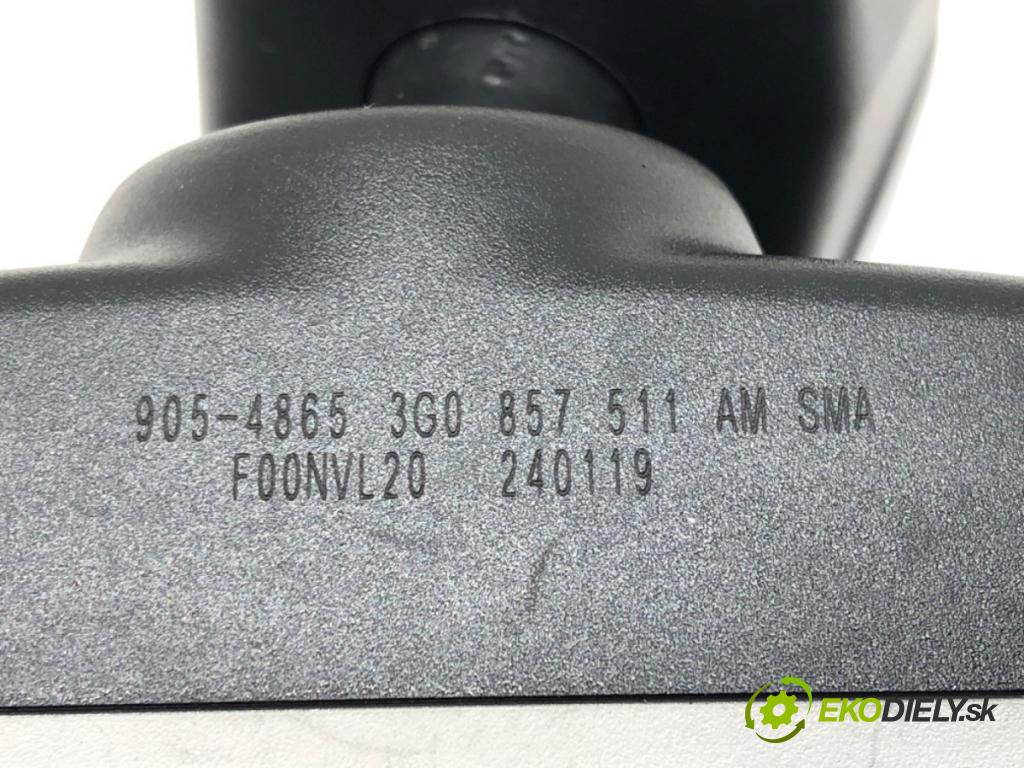 905-4865 3G0 857 511 AM SMA
F00NVL20 240119
EKODIELY.sk